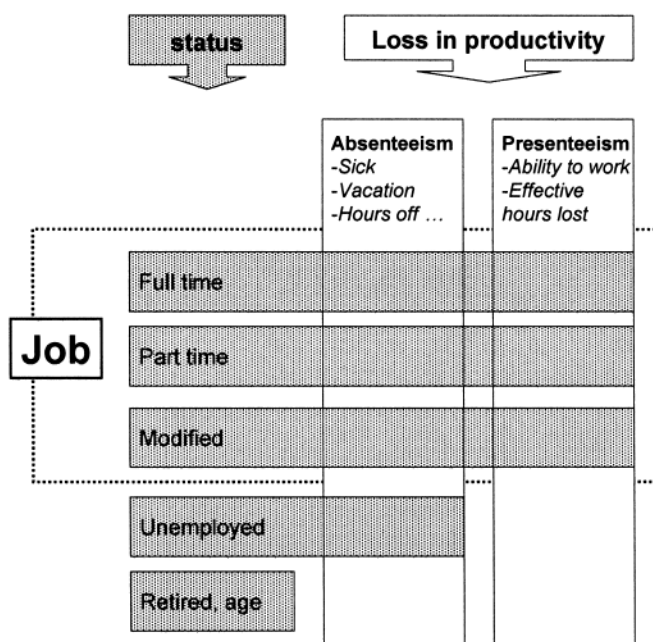 status
Loss in productivity
Absenteeism
-Sick
-Vacation
-Hours off ...
Presenteeism
-Ability to work
-Effective
hours lost
Job
Full time
Part time
Modified
Unemployed
Retired, age